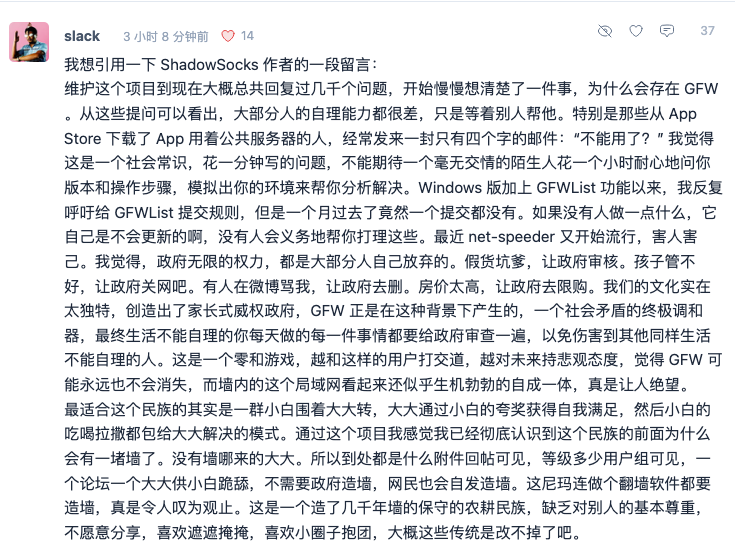 slack 3 小时 8 分钟前 14 37
我想引用一下 ShadowSocks 作者的一段留言：
维护这个项目到现在大概总共回复过几千个问题，开始慢慢想清楚了一件事，为什么会存在 GFW
。从这些提问可以看出，大部分人的自理能力都很差，只是等着别人帮他。特别是那些从 App
Store 下载了 App 用着公共服务器的人，经常发来一封只有四个字的邮件：“不能用了？” 我觉得
这是一个社会常识，花一分钟写的问题，不能期待一个毫无交情的陌生人花一个小时耐心地问你
版本和操作步骤，模拟出你的环境来帮你分析解决。Windows 版加上 GFWList 功能以来，我反复
呼吁给 GFWList 提交规则，但是一个月过去了竟然一个提交都没有。如果没有人做一点什么，它
自己是不会更新的啊，没有人会义务地帮你打理这些。最近 net-speeder 又开始流行，害人害
己。我觉得，政府无限的权力，都是大部分人自己放弃的。假货坑爹，让政府审核。孩子管不
好，让政府关网吧。有人在微博骂我，让政府去删。房价太高，让政府去限购。我们的文化实在
太独特，创造出了家长式威权政府，GFW 正是在这种背景下产生的，一个社会矛盾的终极调和
器，最终生活不能自理的你每天做的每一件事情都要给政府审查一遍，以免伤害到其他同样生活
不能自理的人。这是一个零和游戏，越和这样的用户打交道，越对未来持悲观态度，觉得 GFW 可
能永远也不会消失，而墙内的这个局域网看起来还似乎生机勃勃的自成一体，真是让人绝望。
最适合这个民族的其实是一群小白围着大大转，大大通过小白的夸奖获得自我满足，然后小白的
吃喝拉撒都包给大大解决的模式。通过这个项目我感觉我已经彻底认识到这个民族的前面为什么
会有一堵墙了。没有墙哪来的大大。所以到处都是什么附件回帖可见，等级多少用户组可见，一
个论坛一个大大供小白跪舔，不需要政府造墙，网民也会自发造墙。这尼玛连做个翻墙软件都要
造墙，真是令人叹为观止。这是一个造了几千年墙的保守的农耕民族，缺乏对别人的基本尊重，
不愿意分享，喜欢遮遮掩掩，喜欢小圈子抱团，大概这些传统是改不掉了吧。